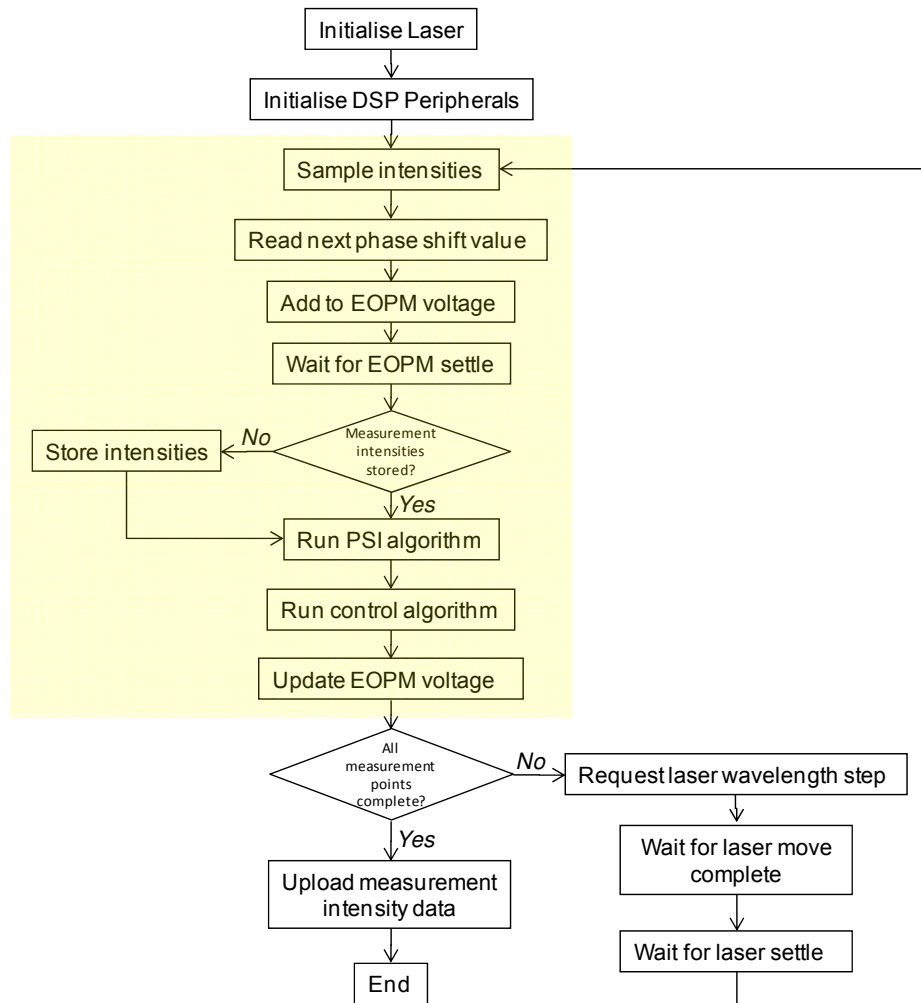 Initialise Laser
Initialise DSP Peripherals
Sample intensities
Read next phase shift value
Add to EOPM voltage
Wait for EOPM settle
Measurement
intensities
stored?
No
Store intensities
Yes
Run PSI algorithm
Run control algorithm
Update EOPM voltage
All
measurement
points
complete?
No
Request laser wavelength step
Yes
Wait for laser move
complete
Upload measurement
intensity data
Wait for laser settle
End